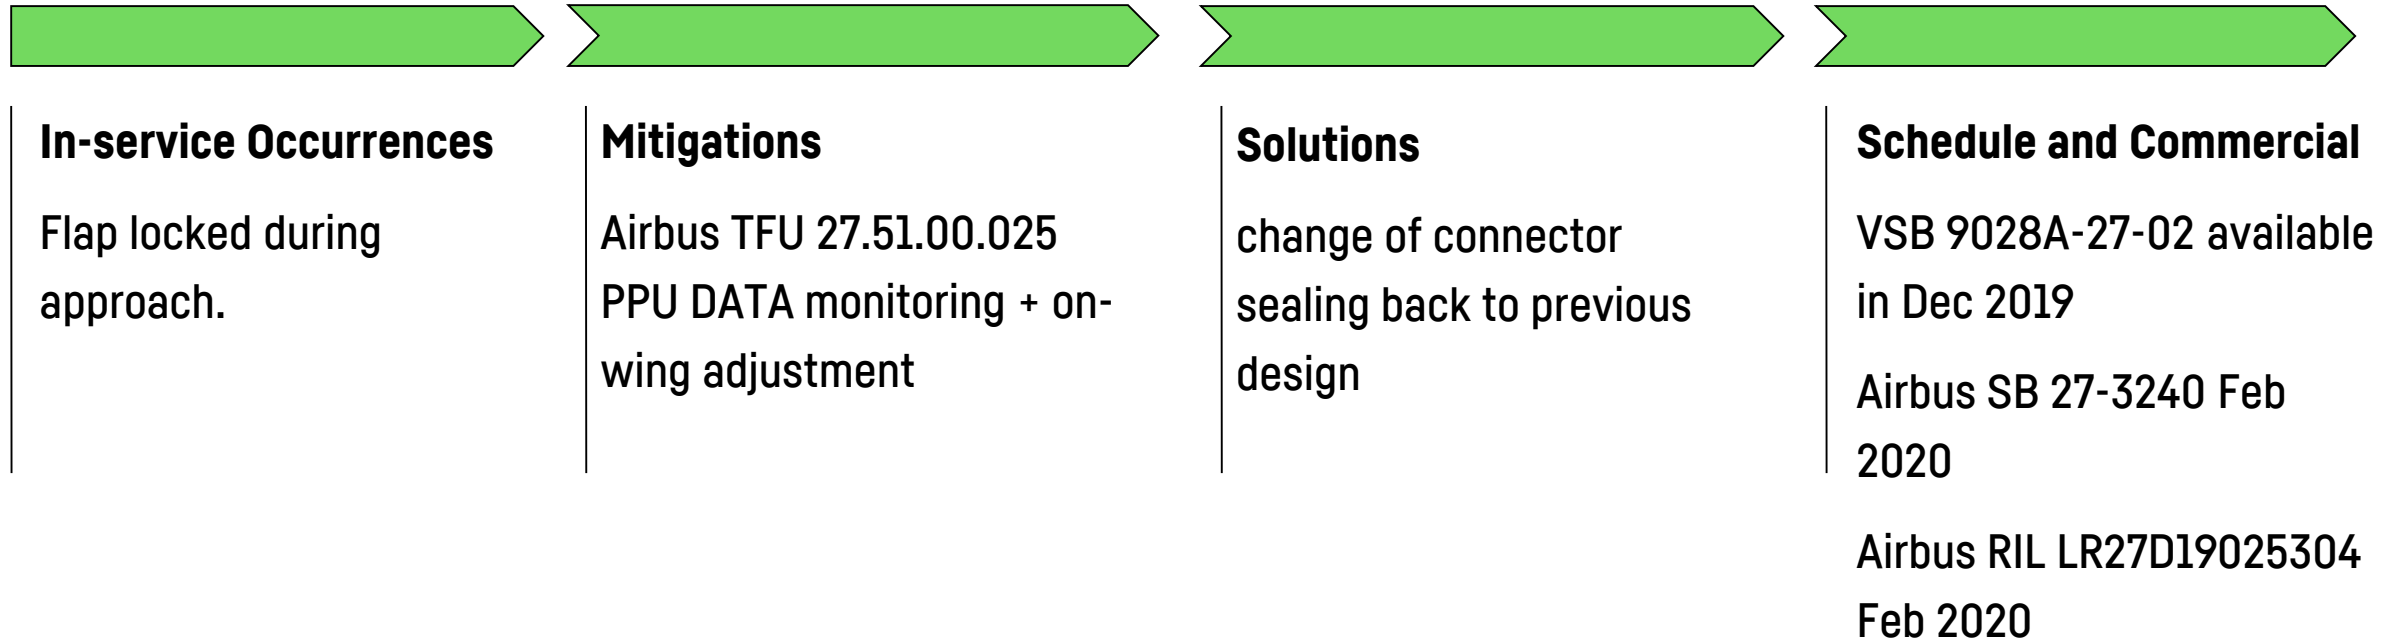 In-service Occurrences
Flap locked during
approach.
Mitigations
Airbus TFU 27.51.00.025
PPU DATA monitoring + on-
wing adjustment
Solutions
change of connector
sealing back to previous
design
Schedule and Commercial
VSB 9028A-27-02 available
in Dec 2019
Airbus SB 27-3240 Feb
2020
Airbus RIL LR27D19025304
Feb 2020